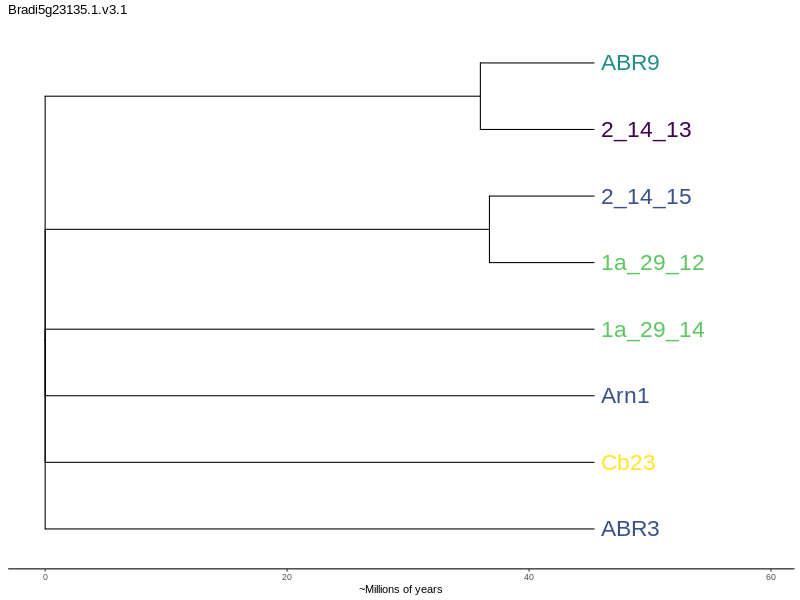 Bradi5g23135.1.v3.1
ABR9
2_14_13
2_14_15
1a_29_12
1a_29_14
Arn1
Cb23
ABR3
0 20 40 60
~Millions of years